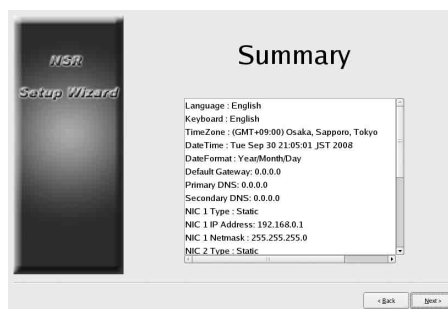 NSR
Setup Wizard
Summary
Language : English
Keyboard : English
TimeZone : (GMT+09:00) Osaka, Sapporo, Tokyo
DateTime : Tue Sep 30 21:05:01 JST 2008
DateFormat : Year/Month/Day
Default Gateway: 0.0.0.0
Primary DNS: 0.0.0.0
Secondary DNS: 0.0.0.0
NIC 1 Type : Static
NIC 1 IP Address: 192.168.0.1
NIC 1 Netmask : 255.255.255.0
NIC 2 Type : Static
< Back
Next >